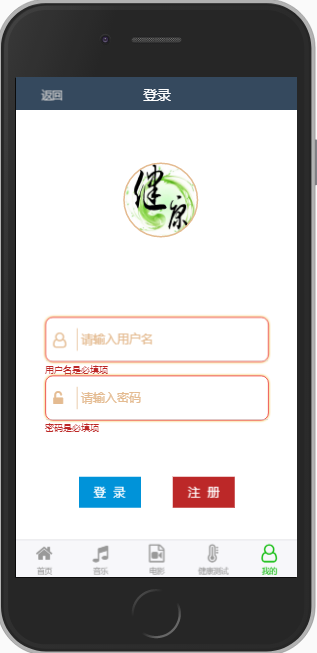 返回 登录
健康
请输入用户名
用户名是必填项
请输入密码
密码是必填项
登 录 注 册
首页 音乐 电影 健康测试 我的